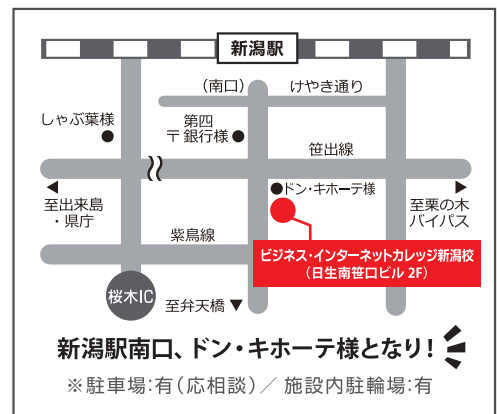 新潟駅
(南口)
けやき通り
しゃぶ葉様
第四
〒銀行様
笹出線
ドン・キホーテ様
至出来島
・県庁
至栗の木
バイパス
紫鳥線
ビジネス・インターネットカレッジ新潟校
(日生南笹口ビル 2F)
桜木IC
至弁天橋▼
新潟駅南口、ドン・キホーテ様となり!
※駐車場:有(応相談)/ 施設内駐輪場:有